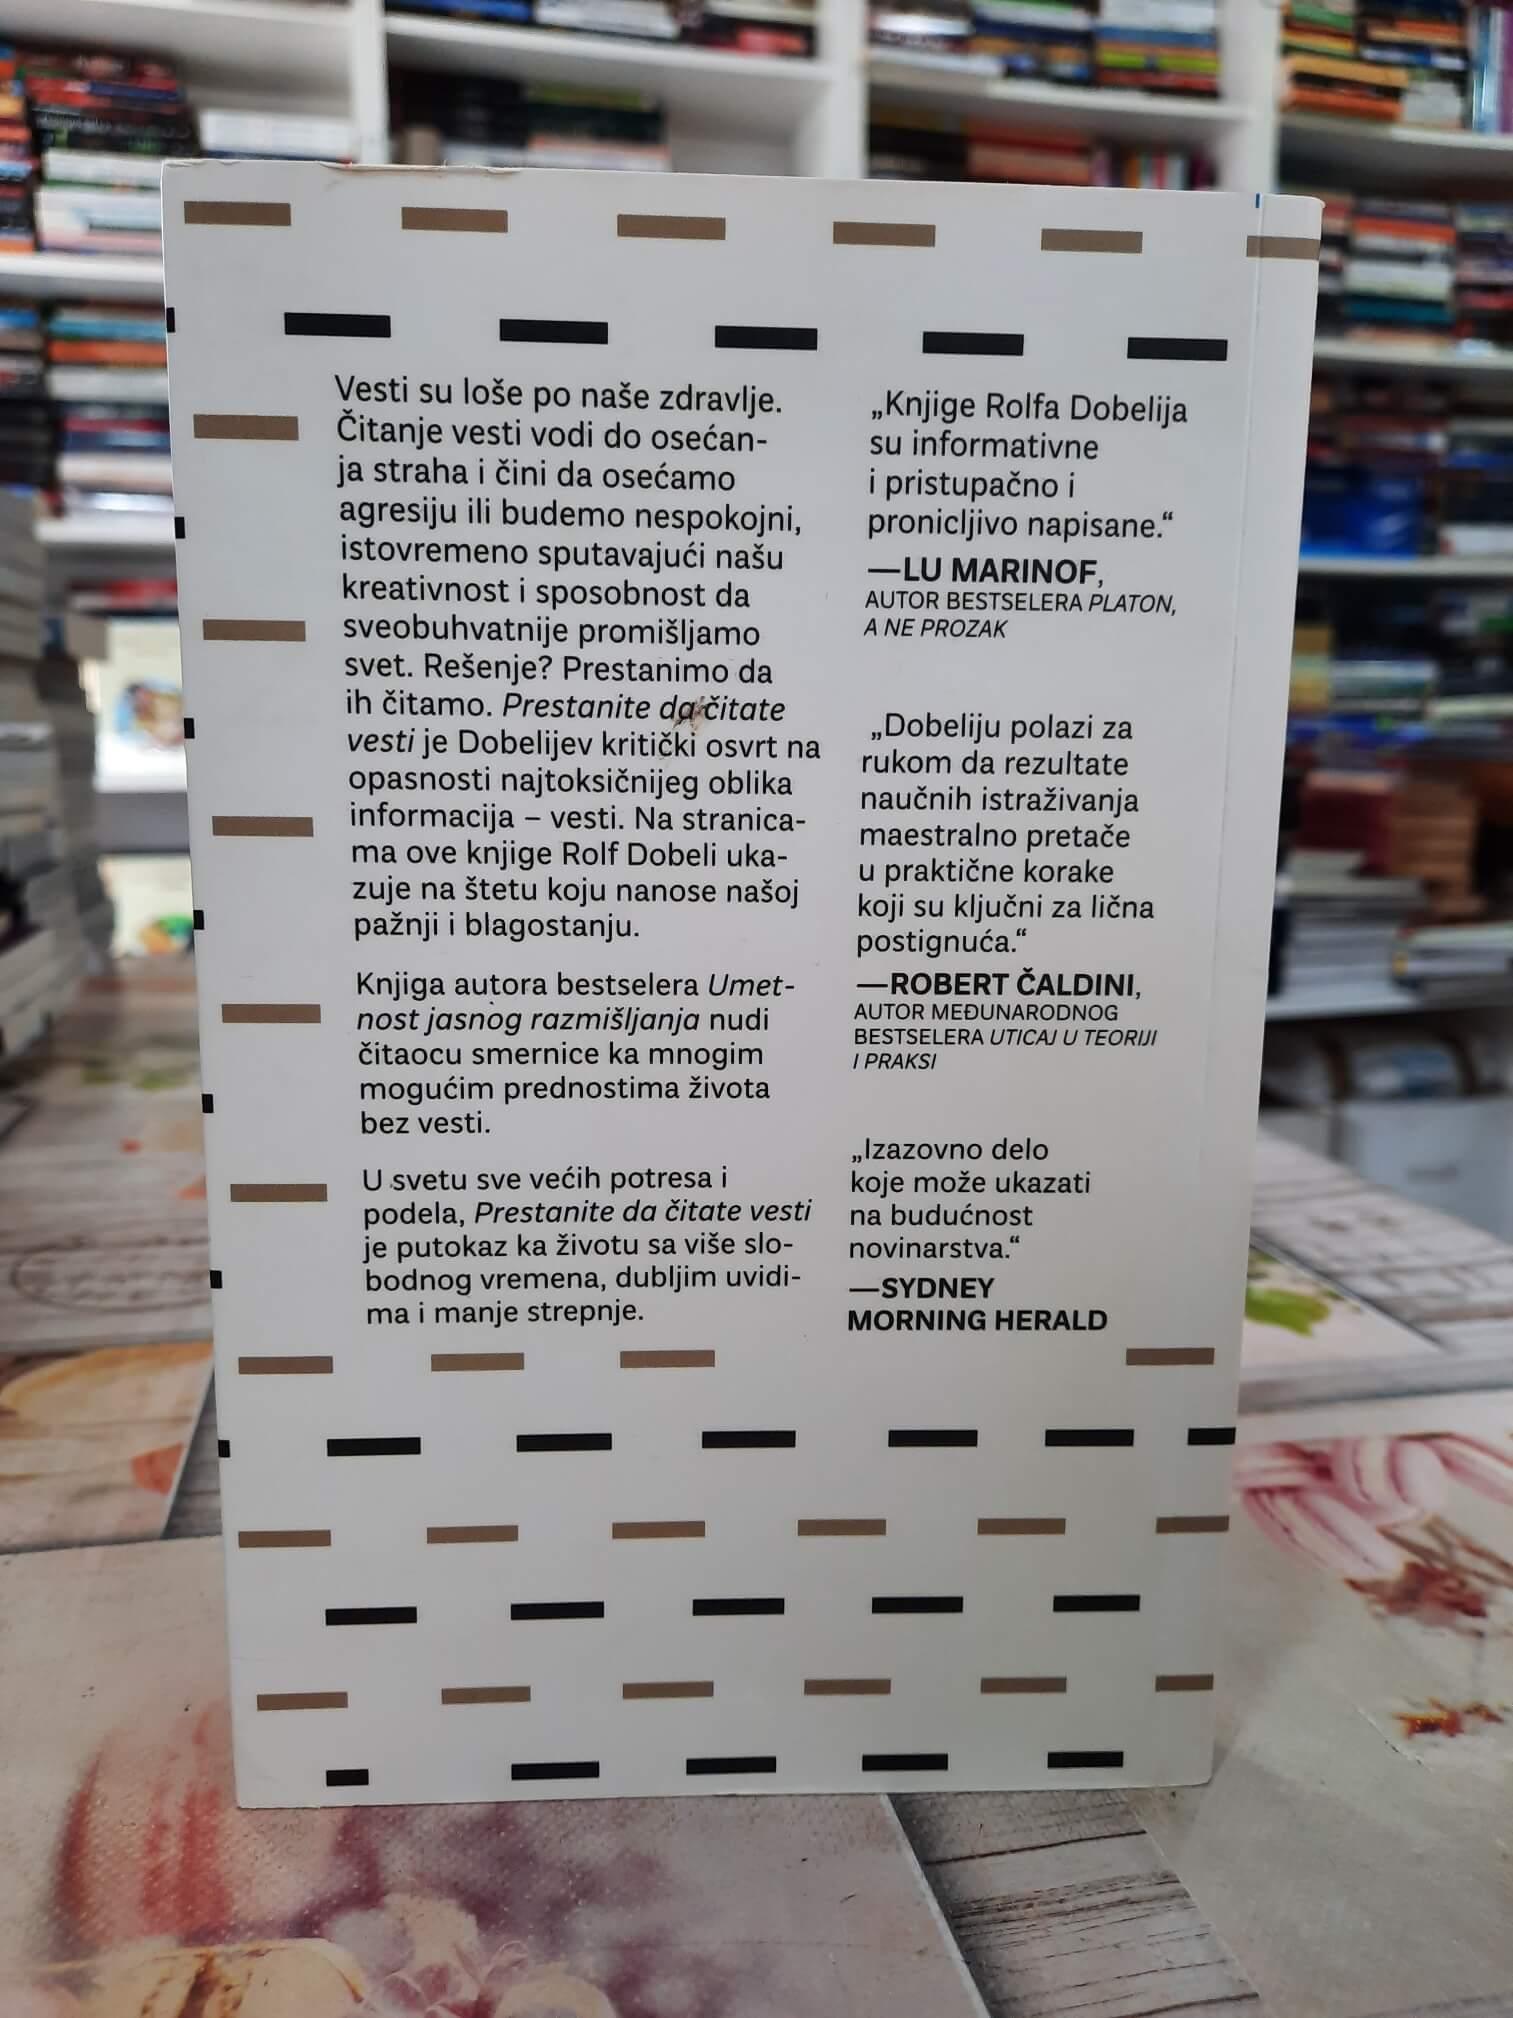 Vesti su loše po naše zdravlje.
Čitanje vesti vodi do osećan-
ja straha i čini da osećamo
agresiju ili budemo nespokojni,
istovremeno sputavajući našu
kreativnost i sposobnost da
sveobuhvatnije promišljamo
svet. Rešenje? Prestanimo da
ih čitamo. Prestanite da čitate
vesti je Dobelijev kritički osvrt na
opasnosti najtoksičnijeg oblika
informacija – vesti. Na stranica-
ma ove knjige Rolf Dobeli uka-
zuje na štetu koju nanose našoj
pažnji i blagostanju.
Knjiga autora bestselera Umet-
nost jasnog razmišljanja nudi
čitaocu smernice ka mnogim
mogućim prednostima života
bez vesti.
U svetu sve većih potresa i
podela, Prestanite da čitate vesti
je putokaz ka životu sa više slo-
bodnog vremena, dubljim uvidi-
ma i manje strepnje.
„Knjige Rolfa Dobelija
su informativne
i pristupačno i
pronicljivo napisane.“
—LU MARINOF,
AUTOR BESTSELERA PLATON,
A NE PROZAK
„Dobeliju polazi za
rukom da rezultate
naučnih istraživanja
maestralno pretače
u praktične korake
koji su ključni za lična
postignuća.“
—ROBERT ČALDINI,
AUTOR MEĐUNARODNOG
BESTSELERA UTICAJ U TEORIJI
I PRAKSI
„Izazovno delo
koje može ukazati
na budućnost
novinarstva.“
—SYDNEY
MORNING HERALD